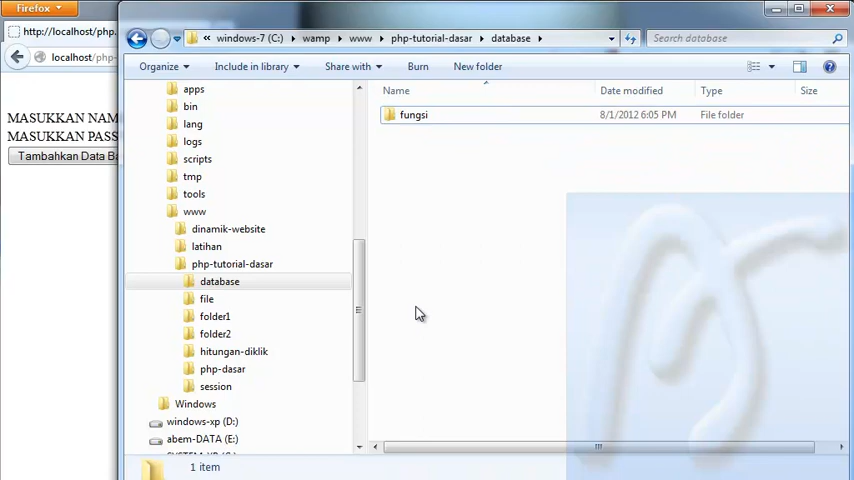 Firefox
http://localhost/php.
localhost/php-
MASUKKAN NAM
MASUKKAN PASS
Tambahkan Data Ba
« windows-7 (C:) wamp www php-tutorial-dasar database
Search database
Organize Include in library Share with Burn New folder
Name Date modified Type Size
fungsi 8/1/2012 6:05 PM File folder
apps
bin
lang
logs
scripts
tmp
tools
www
dinamik-website
latihan
php-tutorial-dasar
database
file
folder1
folder2
hitungan-diklik
php-dasar
session
Windows
windows-xp (D:)
abem-DATA (E:)
1 item